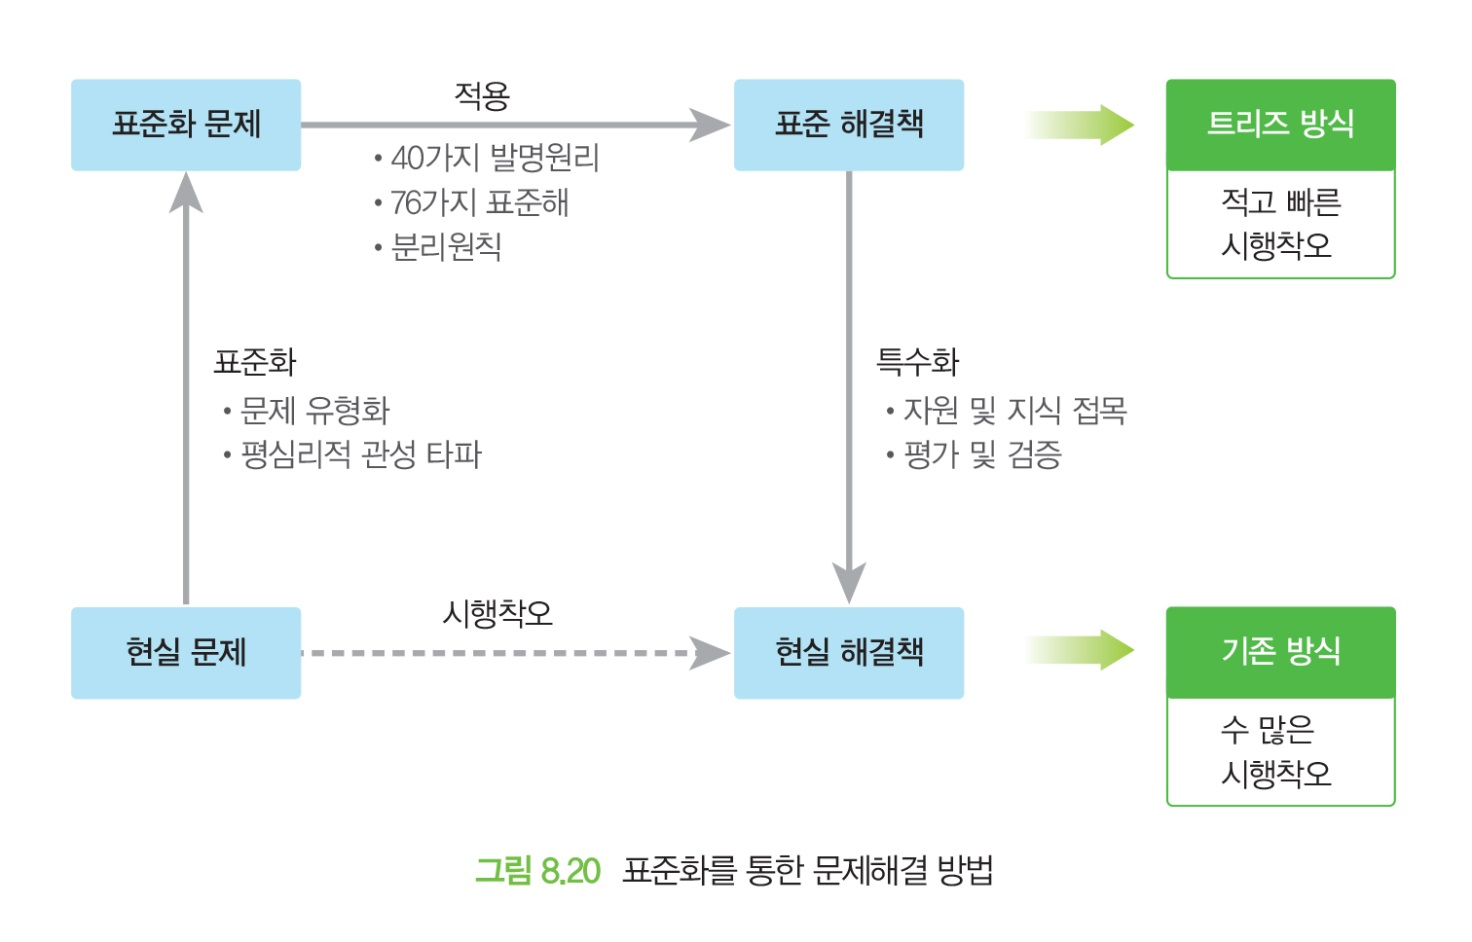 표준화 문제
적용
표준 해결책
트리즈 방식
• 40가지 발명원리
• 76가지 표준해
• 분리원칙
적고 빠른
시행착오
표준화
• 문제 유형화
• 평심리적 관성 타파
특수화
• 자원 및 지식 접목
• 평가 및 검증
현실 문제
시행착오
현실 해결책
기존 방식
수 많은
시행착오
그림 8.20 표준화를 통한 문제해결 방법